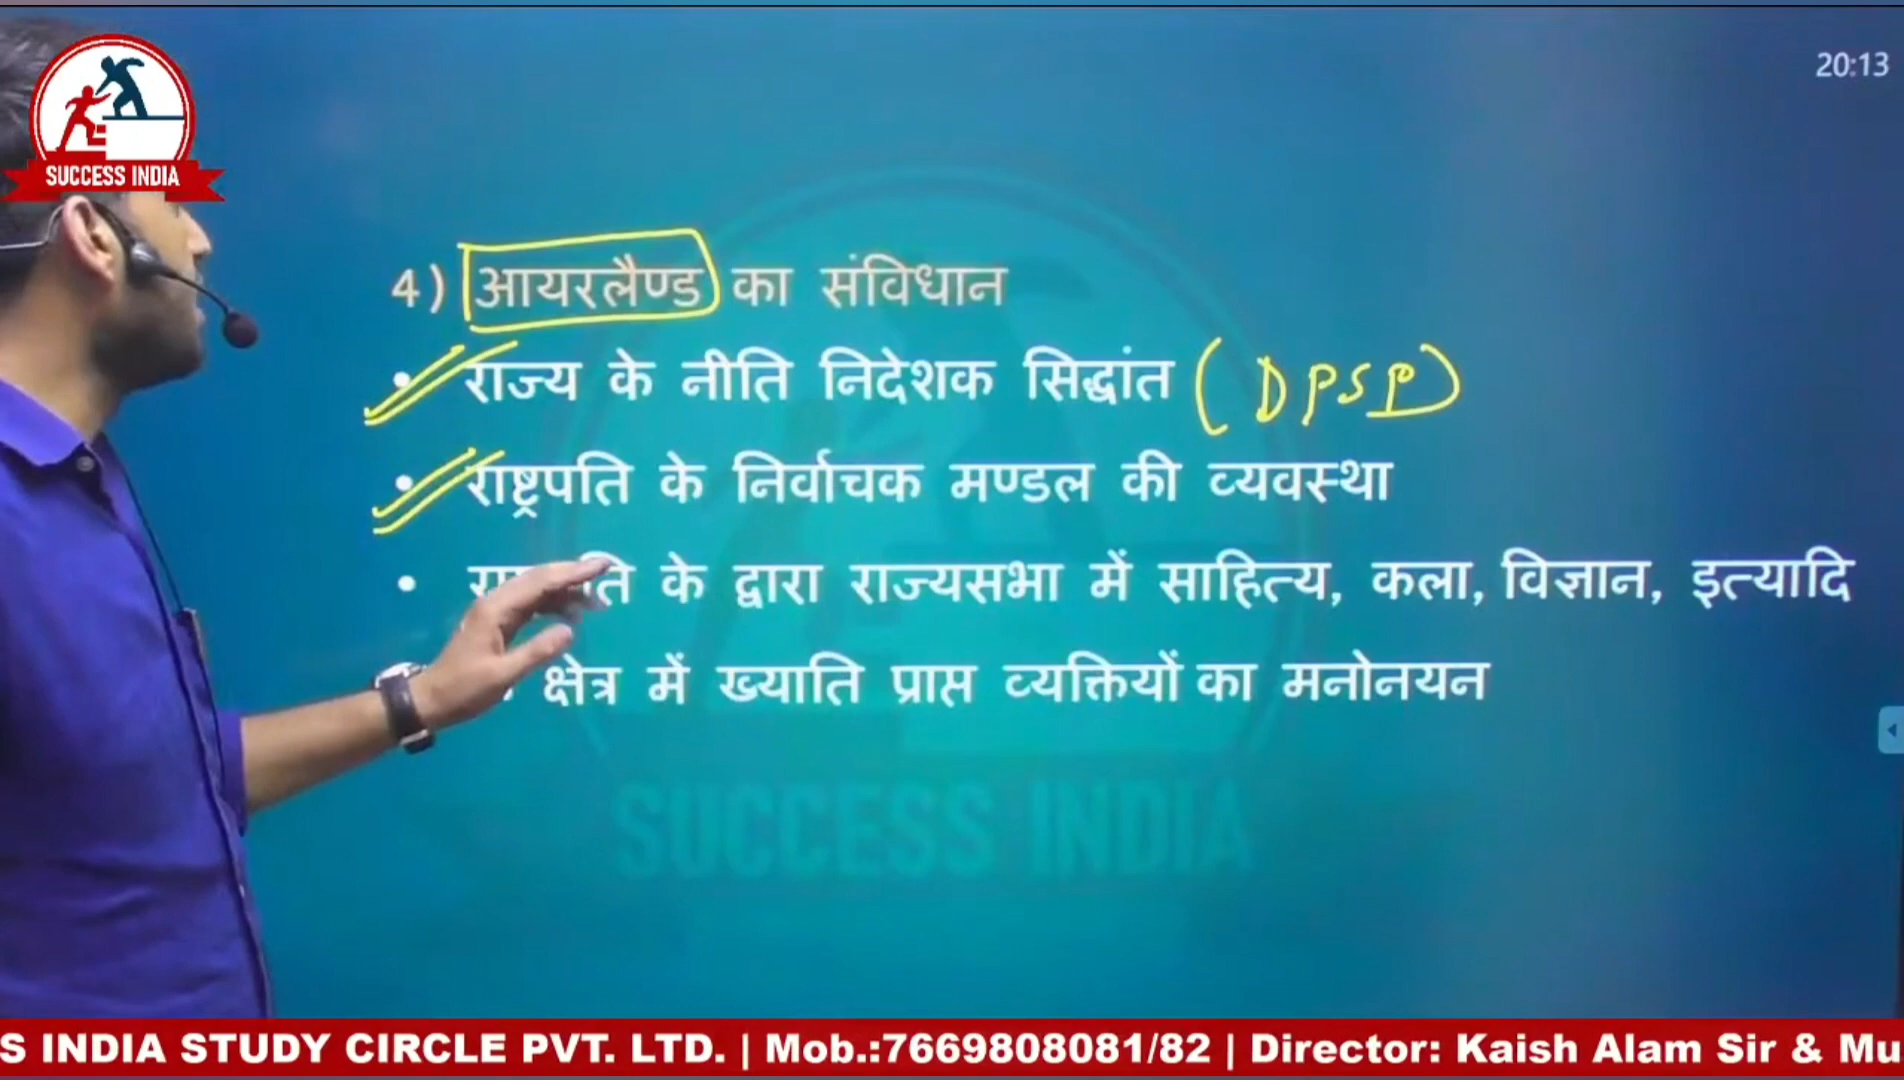 SUCCESS INDIA
20:13
4) आयरलैण्ड का संविधान
• राज्य के नीति निदेशक सिद्धांत (DPSP)
• राष्ट्रपति के निर्वाचक मण्डल की व्यवस्था
• के द्वारा राज्यसभा में साहित्य, कला, विज्ञान, इत्यादि
क्षेत्र में ख्याति प्राप्त व्यक्तियों का मनोनयन
SUCCESS INDIA
S INDIA STUDY CIRCLE PVT. LTD. | Mob.:7669808081/82 | Director: Kaish Alam Sir & Mu